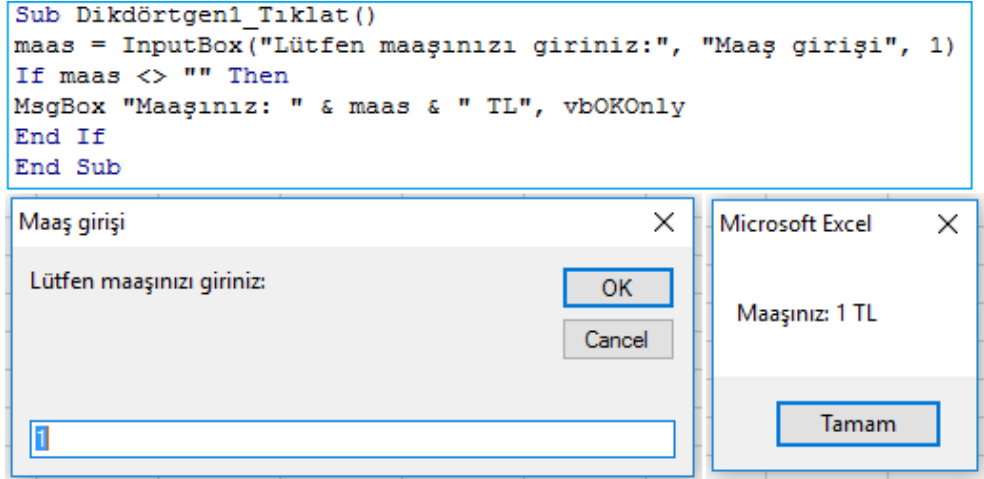 Sub Dikdörtgen1_Tıklat()
maas = InputBox("Lütfen maaşınızı giriniz:", "Maaş girişi", 1)
If maas <> "" Then
MsgBox "Maaşınız: " & maas & " TL", vbOKOnly
End If
End Sub
Maaş girişi
Lütfen maaşınızı giriniz:
OK
Cancel
1
Microsoft Excel
Maaşınız: 1 TL
Tamam